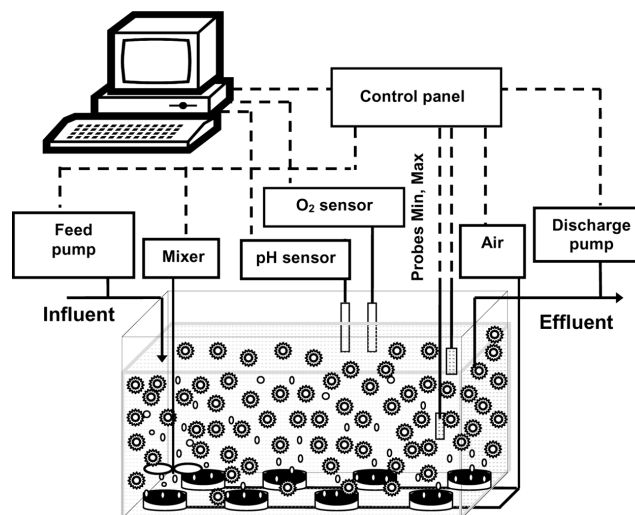 Control panel
O₂ sensor
Probes Min, Max
Feed
pump
Mixer
pH sensor
Air
Discharge
pump
Influent
Effluent